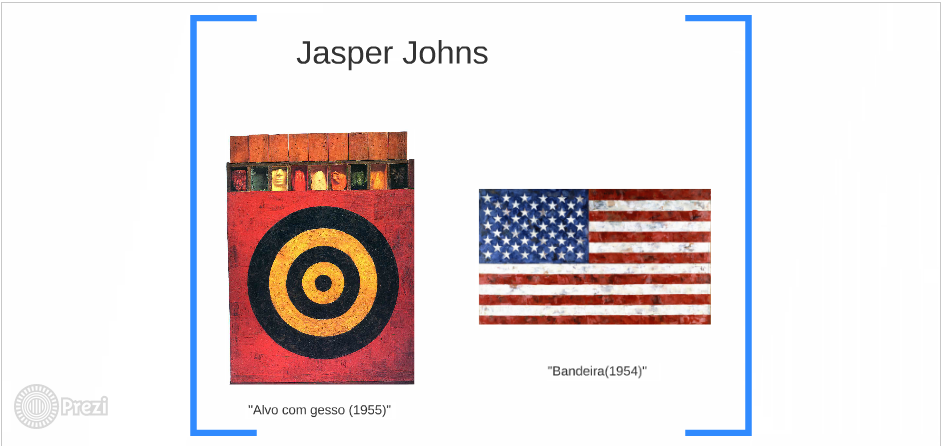 Jasper Johns
"Bandeira(1954)"
"Alvo com gesso (1955)"
Prezi